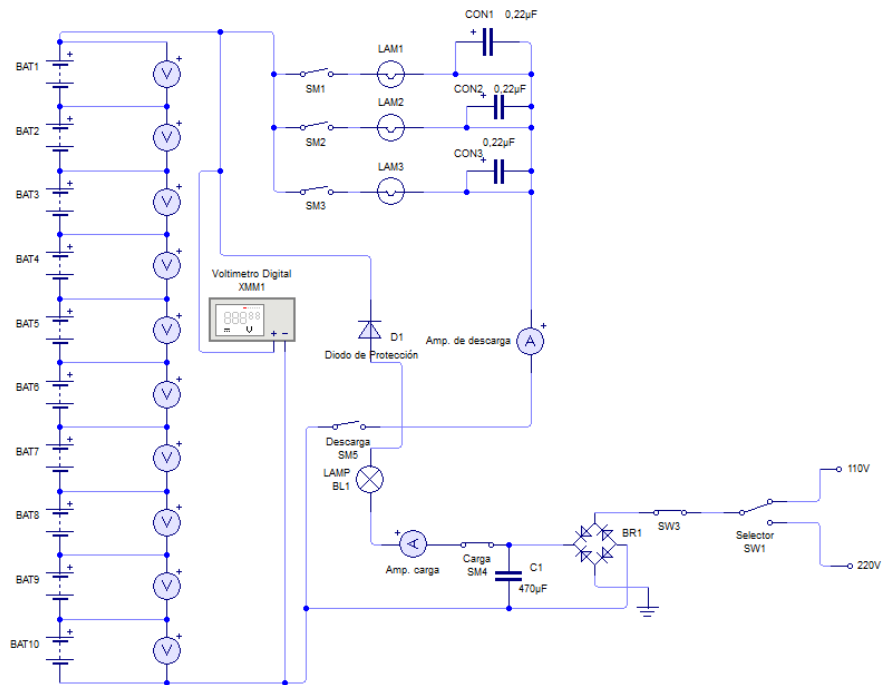 CON1 0,22µF
LAM1
BAT1
V
SM1
CON2 0,22µF
LAM2
BAT2
V
SM2
0,22µF
CON3
LAM3
BAT3
V
SM3
BAT4
V
Voltimetro Digital
XMM1
V
BAT5
V
D1
Diodo de Protección
Amp. de descarga
A
BAT6
V
Descarga
SM5
BAT7
V
LAMP
BL1
110V
SW3
Selector
SW1
BAT8
V
BR1
A
Amp. carga
Carga
SM4
C1
470µF
220V
BAT9
V
BAT10
V